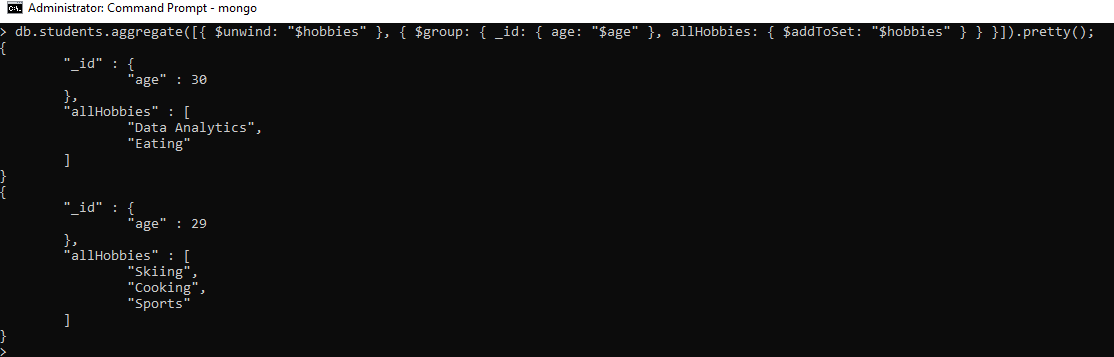 Administrator: Command Prompt - mongo
> db.students.aggregate([{ $unwind: "$hobbies" }, { $group: { _id: { age: "$age" }, allHobbies: { $addToSet: "$hobbies" } } }]).pretty();
{
        "_id" : {
                "age" : 30
        },
        "allHobbies" : [
                "Data Analytics",
                "Eating"
        ]
}
{
        "_id" : {
                "age" : 29
        },
        "allHobbies" : [
                "Skiing",
                "Cooking",
                "Sports"
        ]
}
>